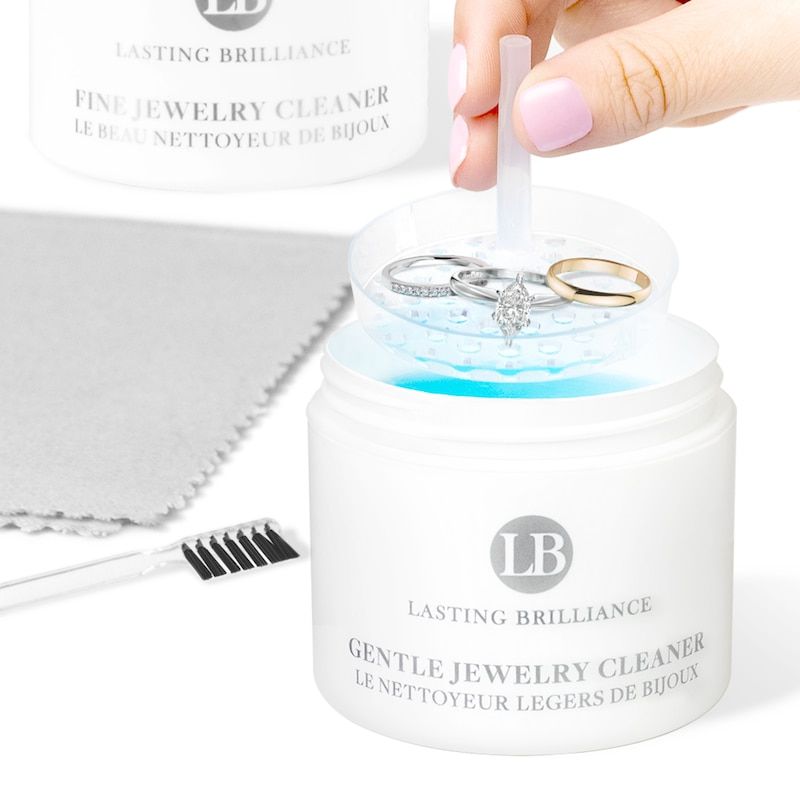 LB
LASTING BRILLIANCE
FINE JEWELRY CLEANER
LE BEAU NETTOYEUR DE BIJOUX
LB
LASTING BRILLIANCE
GENTLE JEWELRY CLEANER
LE NETTOYEUR LEGERS DE BIJOUX